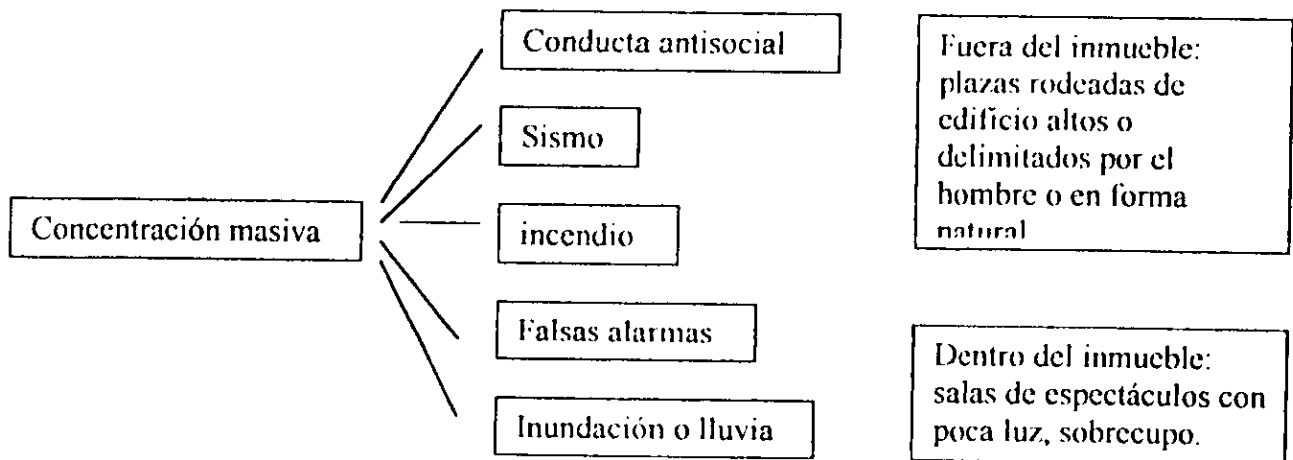 Concentración masiva
Conducta antisocial
Sismo
incendio
Falsas alarmas
Inundación o lluvia
Fuera del inmueble:
plazas rodeadas de
edificio altos o
delimitados por el
hombre o en forma
natural
Dentro del inmueble:
salas de espectáculos con
poca luz, sobrecupo.